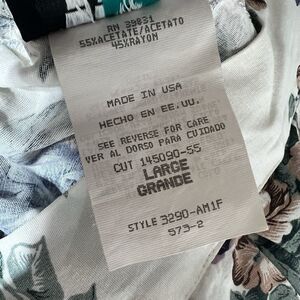 RN 39031
55%ACETATE/ACETATO
45%RAYON
MADE IN USA
HECHO EN EE.UU.
SEE REVERSE FOR CARE
VER AL DORSO PARA CUIDADO
CUT 145090-55
LARGE
GRANDE
STYLE 3290-AM1F
573-2